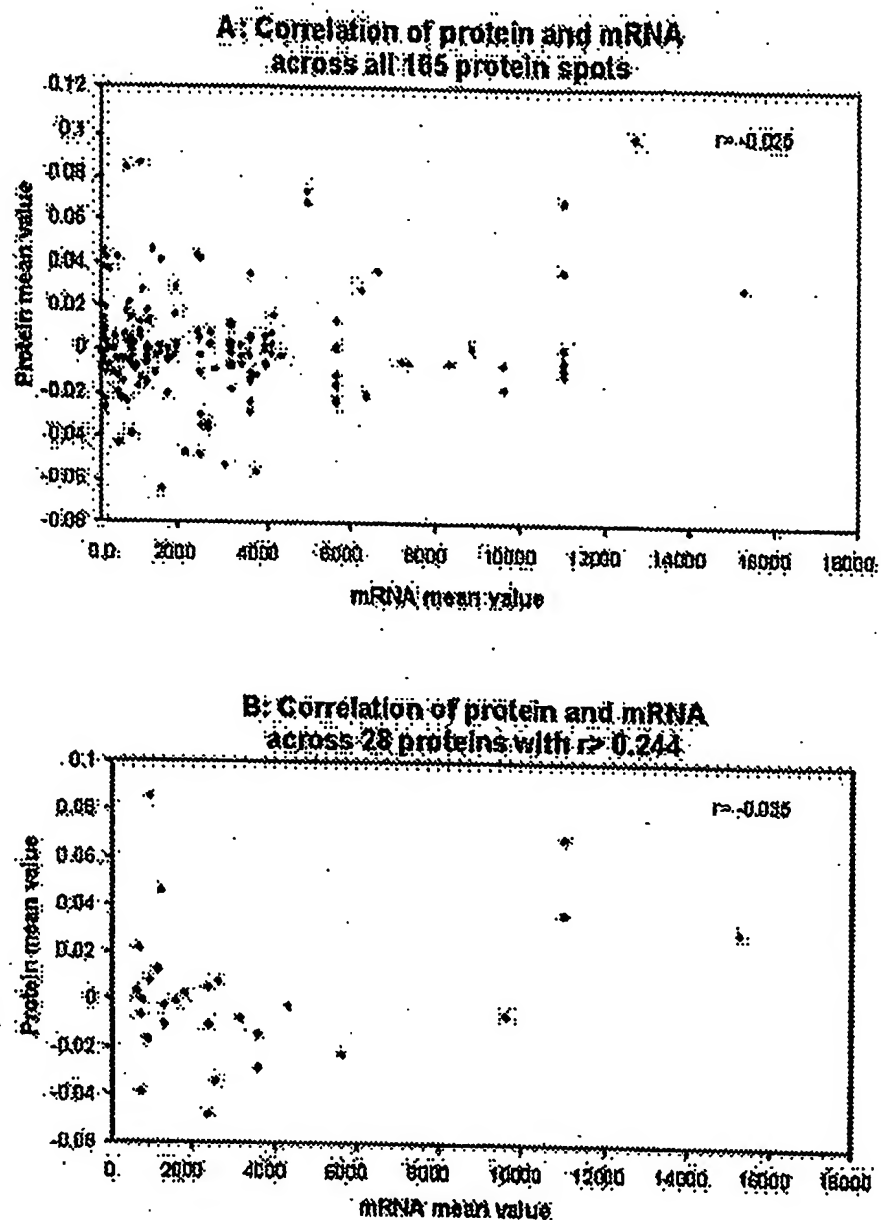 A: Correlation of protein and mRNA
across all 165 protein spots
0.12
0.1
0.08
0.06
0.04
0.02
0
-0.02
-0.04
-0.06
-0.08
Protein mean value
r= -0.025
0.0 2000 4000 6000 8000 10000 12000 14000 16000 18000
mRNA mean value
B: Correlation of protein and mRNA
across 28 proteins with r> 0.244
0.1
0.08
0.06
0.04
0.02
0
-0.02
-0.04
-0.06
Protein mean value
r= -0.035
0 2000 4000 6000 8000 10000 12000 14000 16000 18000
mRNA mean value